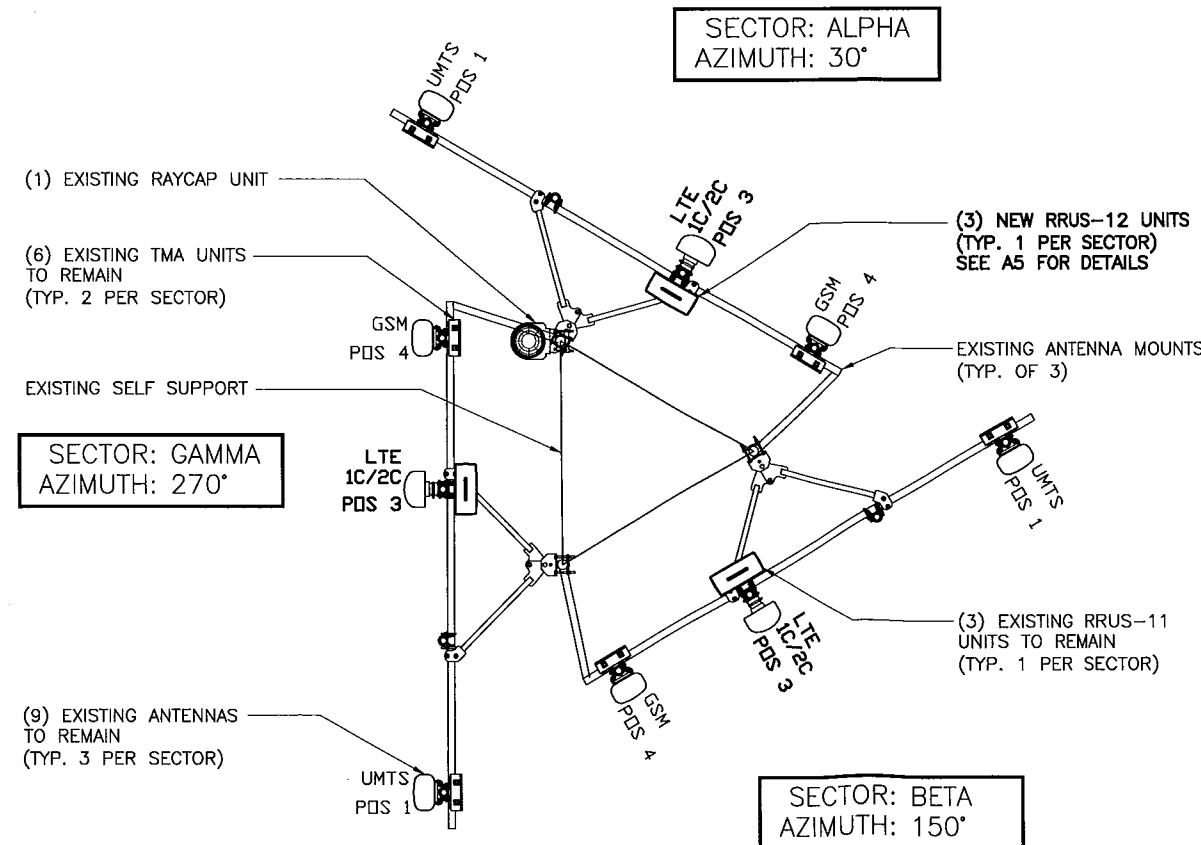 SECTOR: ALPHA
AZIMUTH: 30°
UMTS
POS 1
(1) EXISTING RAYCAP UNIT
LTE
1C/2C
POS 3
(3) NEW RRUS-12 UNITS
(TYP. 1 PER SECTOR)
SEE A5 FOR DETAILS
(6) EXISTING TMA UNITS
TO REMAIN
(TYP. 2 PER SECTOR)
GSM
POS 4
GSM
POS 4
EXISTING ANTENNA MOUNTS
(TYP. OF 3)
EXISTING SELF SUPPORT
SECTOR: GAMMA
AZIMUTH: 270°
LTE
1C/2C
POS 3
UMTS
POS 1
LTE
1C/2C
POS 3
(3) EXISTING RRUS-11
UNITS TO REMAIN
(TYP. 1 PER SECTOR)
GSM
POS 4
(9) EXISTING ANTENNAS
TO REMAIN
(TYP. 3 PER SECTOR)
UMTS
POS 1
SECTOR: BETA
AZIMUTH: 150°